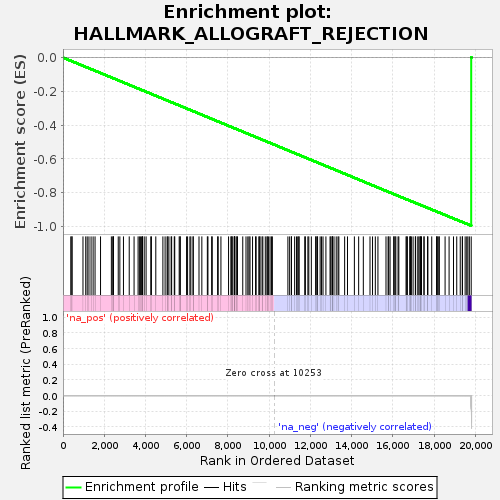 Enrichment plot:
HALLMARK_ALLOGRAFT_REJECTION
Enrichment score (ES)
0.0
-0.2
-0.4
-0.6
-0.8
-1.0
Ranked list metric (PreRanked)
1.0
0.8
0.6
0.4
0.2
0.0
-0.2
-0.4
'na_pos' (positively correlated)
Zero cross at 10253
'na_neg' (negatively correlated)
0
2,000
4,000
6,000
8,000
10,000
12,000
14,000
16,000
18,000
20,000
Rank in Ordered Dataset
Enrichment profile
Hits
Ranking metric scores